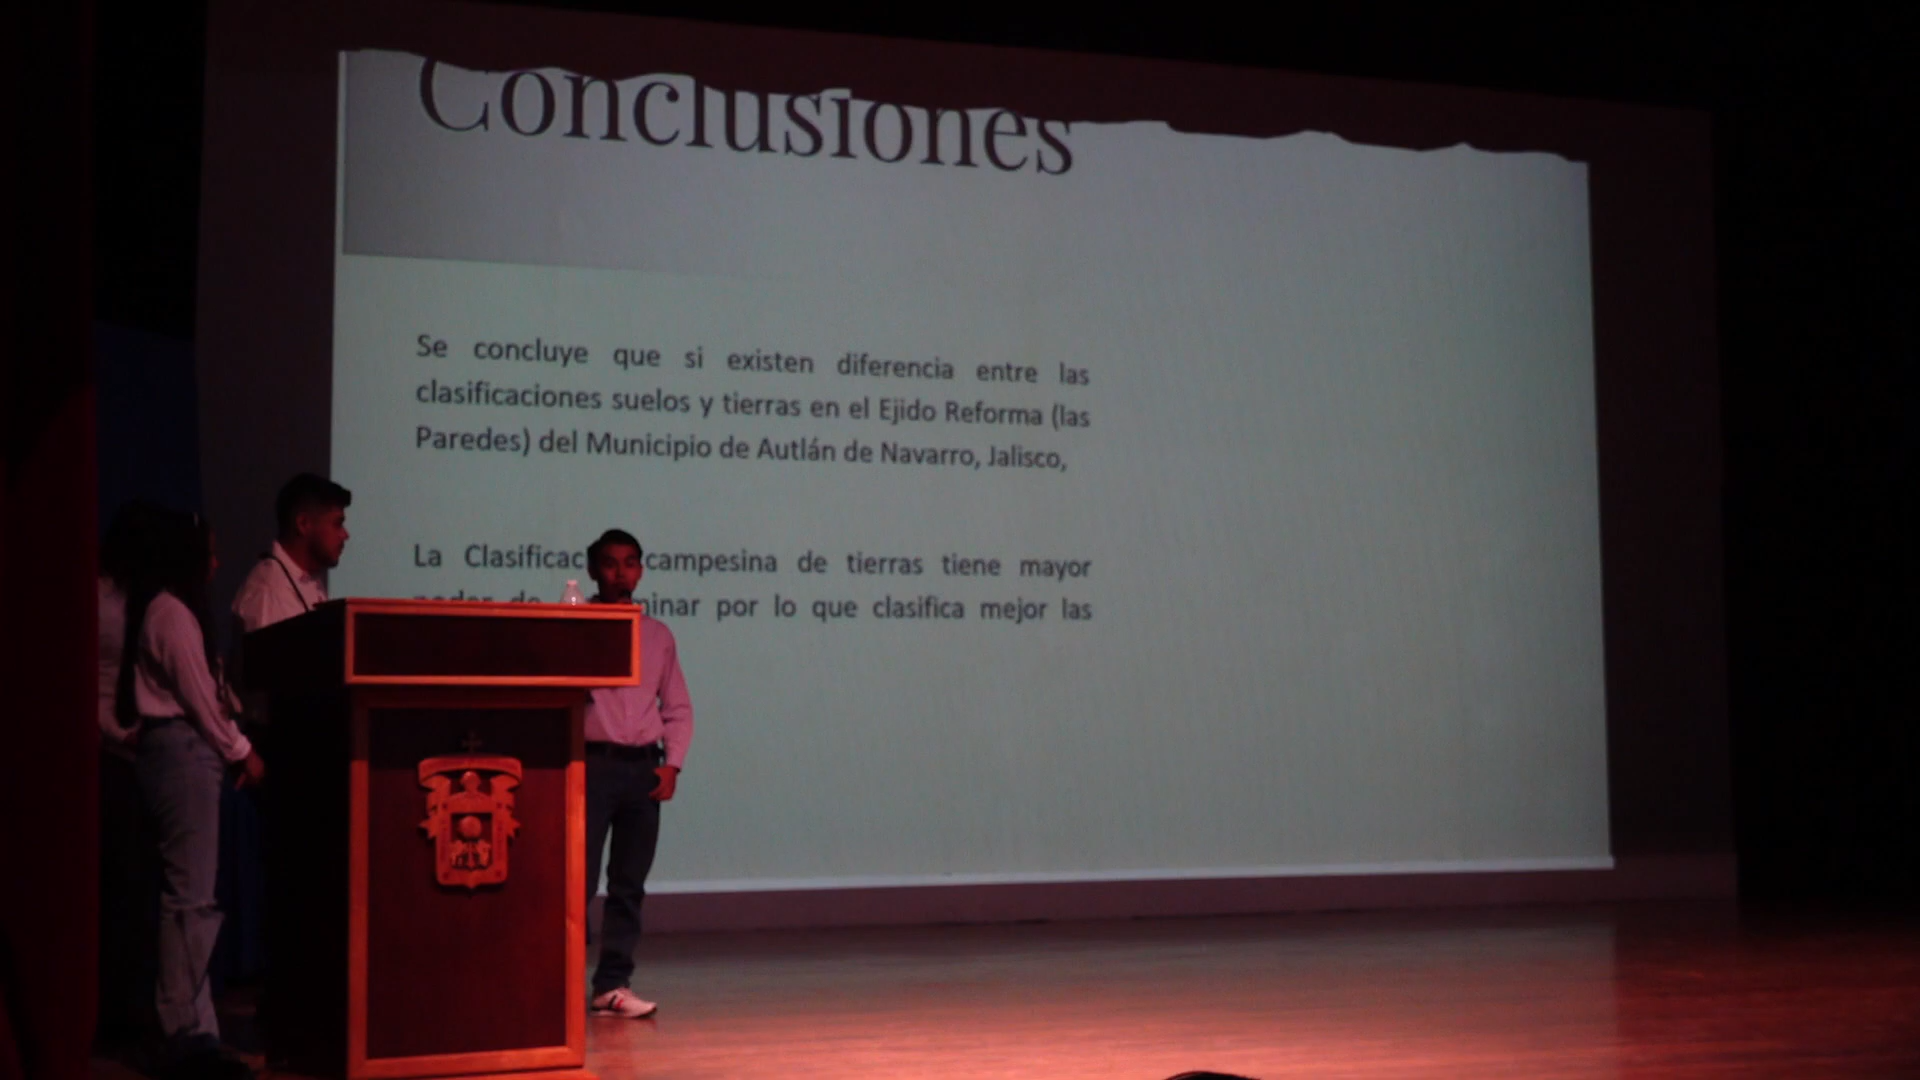 Conclusiones
Se concluye que si existen diferencia entre las
clasificaciones suelos y tierras en el Ejido Reforma (las
Paredes) del Municipio de Autlán de Navarro, Jalisco,
La Clasificac campesina de tierras tiene mayor
poder de minar por lo que clasifica mejor las